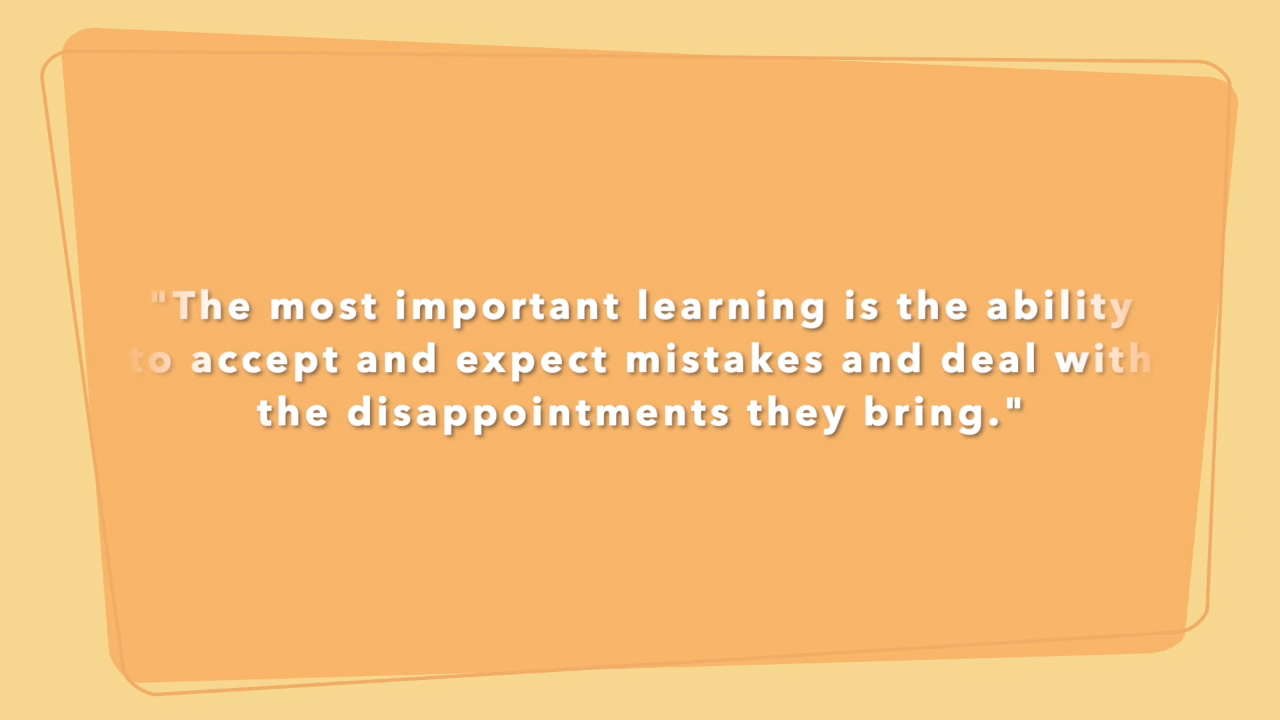 "The most important learning is the ability
to accept and expect mistakes and deal with
the disappointments they bring."